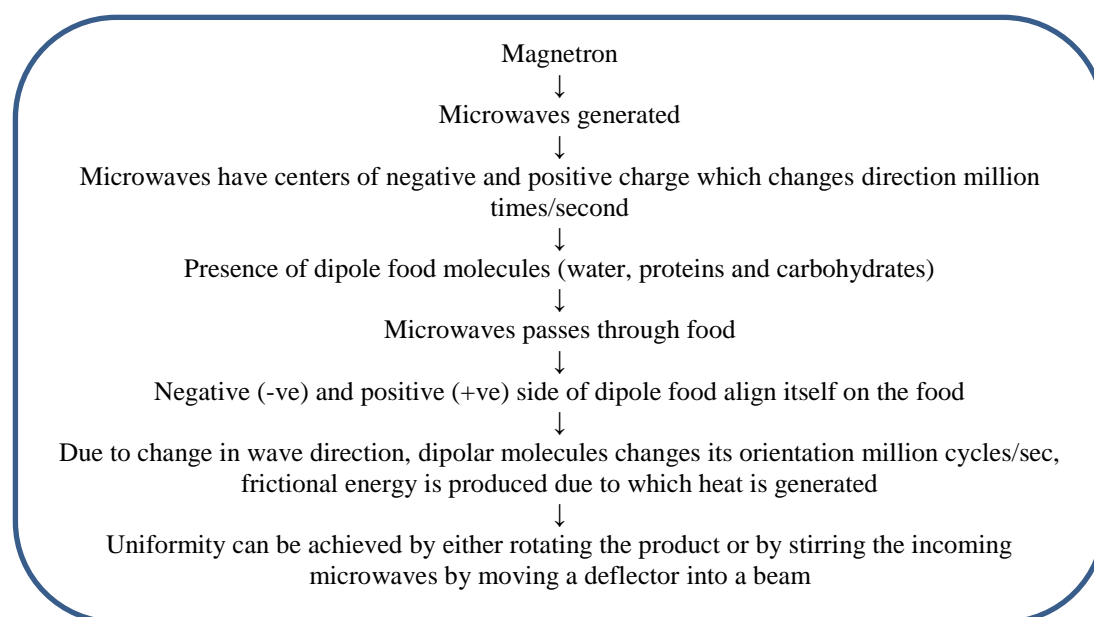 Magnetron
↓
Microwaves generated
↓
Microwaves have centers of negative and positive charge which changes direction million
times/second
↓
Presence of dipole food molecules (water, proteins and carbohydrates)
↓
Microwaves passes through food
↓
Negative (-ve) and positive (+ve) side of dipole food align itself on the food
↓
Due to change in wave direction, dipolar molecules changes its orientation million cycles/sec,
frictional energy is produced due to which heat is generated
↓
Uniformity can be achieved by either rotating the product or by stirring the incoming
microwaves by moving a deflector into a beam